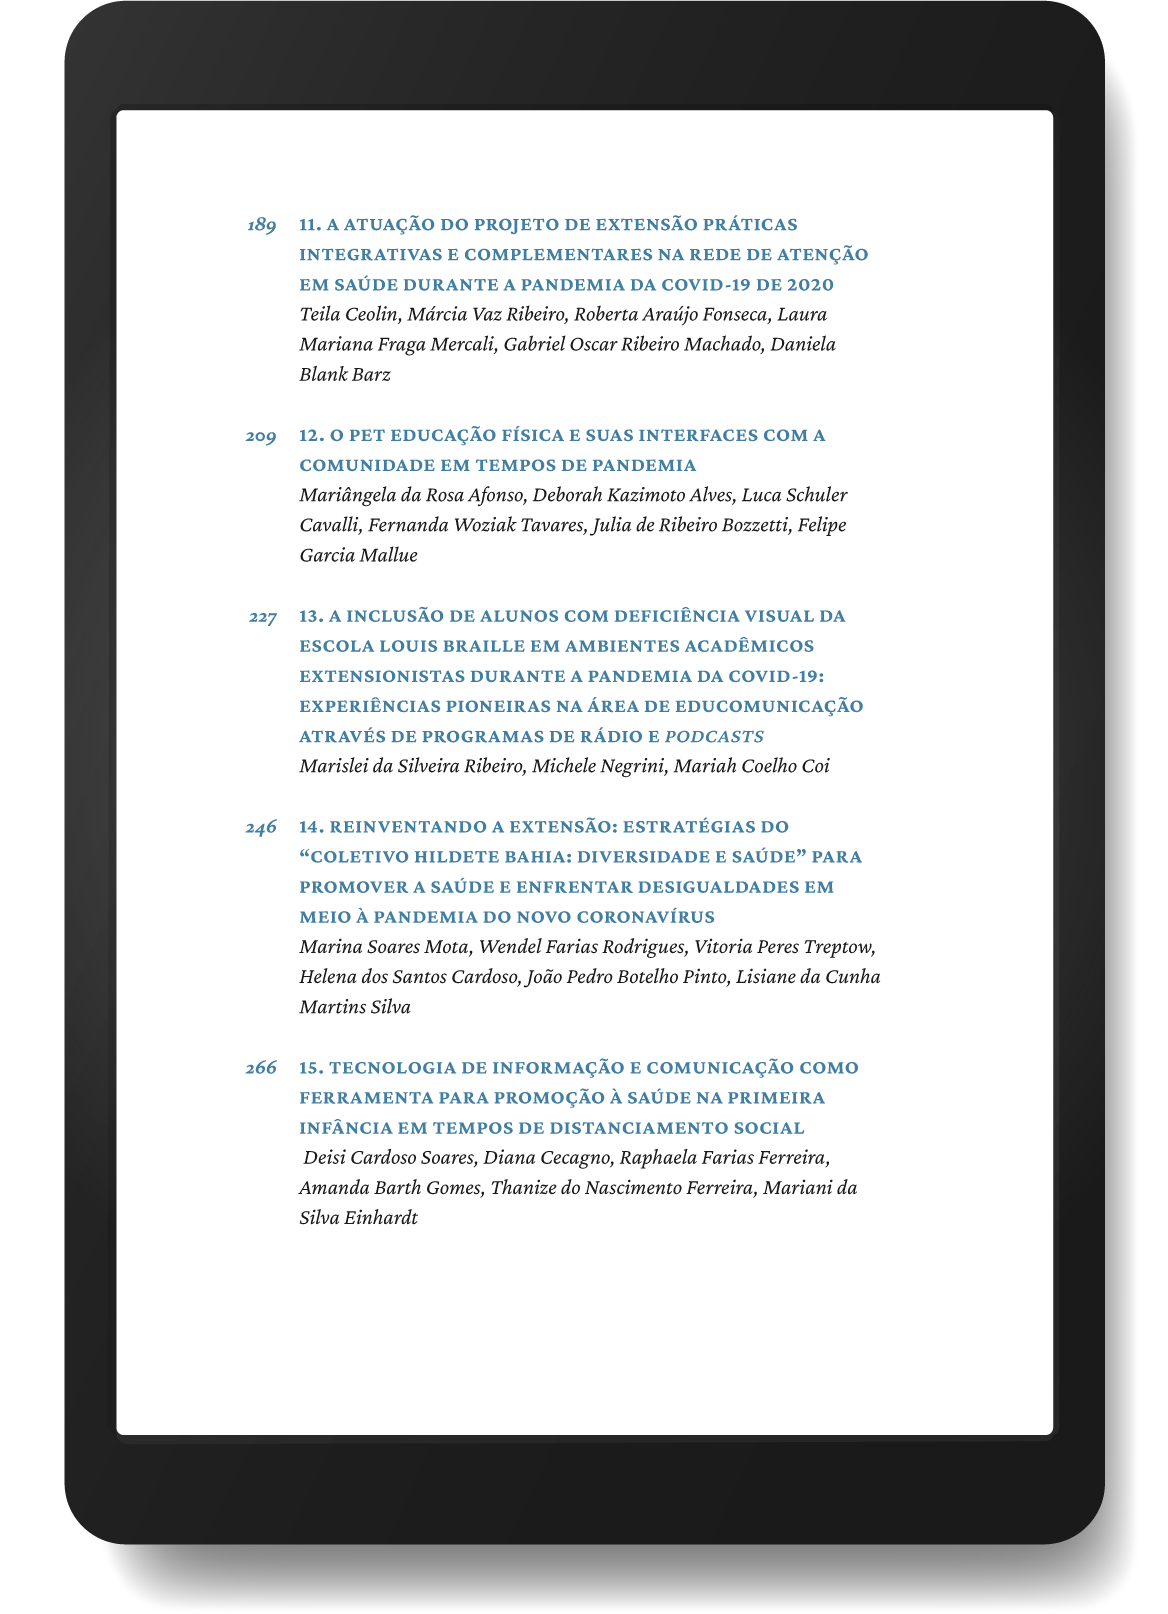 189 11. A ATUAÇÃO DO PROJETO DE EXTENSÃO PRÁTICAS
INTEGRATIVAS E COMPLEMENTARES NA REDE DE ATENÇÃO
EM SAÚDE DURANTE A PANDEMIA DA COVID-19 DE 2020
Teila Ceolin, Márcia Vaz Ribeiro, Roberta Araújo Fonseca, Laura
Mariana Fraga Mercali, Gabriel Oscar Ribeiro Machado, Daniela
Blank Barz
209 12. O PET EDUCAÇÃO FÍSICA E SUAS INTERFACES COM A
COMUNIDADE EM TEMPOS DE PANDEMIA
Mariângela da Rosa Afonso, Deborah Kazimoto Alves, Luca Schuler
Cavalli, Fernanda Woziak Tavares, Julia de Ribeiro Bozzetti, Felipe
Garcia Mallue
227 13. A INCLUSÃO DE ALUNOS COM DEFICIÊNCIA VISUAL DA
ESCOLA LOUIS BRAILLE EM AMBIENTES ACADÊMICOS
EXTENSIONISTAS DURANTE A PANDEMIA DA COVID-19:
EXPERIÊNCIAS PIONEIRAS NA ÁREA DE EDUCOMUNICAÇÃO
ATRAVÉS DE PROGRAMAS DE RÁDIO E PODCASTS
Marislei da Silveira Ribeiro, Michele Negrini, Mariah Coelho Coi
246 14. REINVENTANDO A EXTENSÃO: ESTRATÉGIAS DO
“COLETIVO HILDETE BAHIA: DIVERSIDADE E SAÚDE” PARA
PROMOVER A SAÚDE E ENFRENTAR DESIGUALDADES EM
MEIO À PANDEMIA DO NOVO CORONAVÍRUS
Marina Soares Mota, Wendel Farias Rodrigues, Vitoria Peres Treptow,
Helena dos Santos Cardoso, João Pedro Botelho Pinto, Lisiane da Cunha
Martins Silva
266 15. TECNOLOGIA DE INFORMAÇÃO E COMUNICAÇÃO COMO
FERRAMENTA PARA PROMOÇÃO À SAÚDE NA PRIMEIRA
INFÂNCIA EM TEMPOS DE DISTANCIAMENTO SOCIAL
Deisi Cardoso Soares, Diana Cecagno, Raphaela Farias Ferreira,
Amanda Barth Gomes, Thanize do Nascimento Ferreira, Mariani da
Silva Einhardt